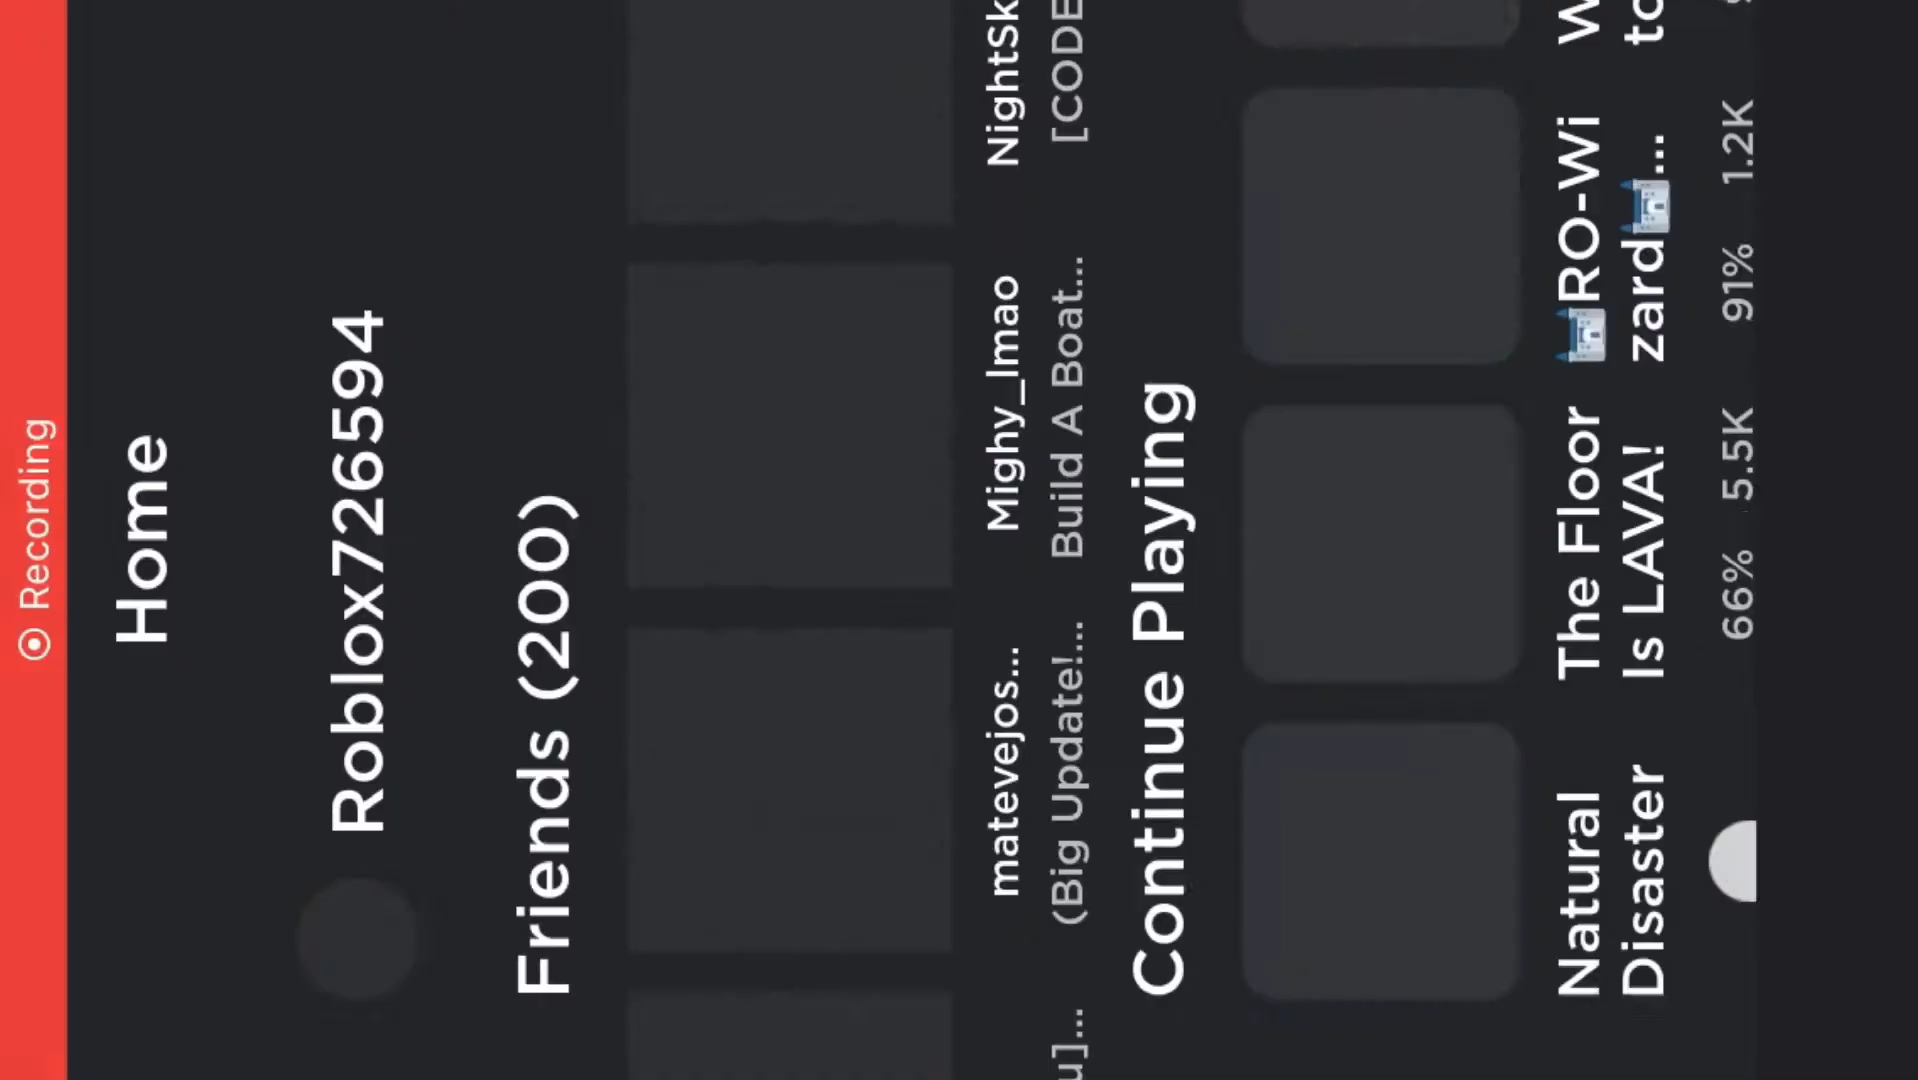 Recording
Home
Roblox726594
Friends (200)
matevejos... Mighy_lmao NightSk
(Big Update!... Build A Boat... [CODE
Continue Playing
Natural The Floor 🏰RO-Wi
Disaster Is LAVA! zard🏰...
66% 5.5K 91% 1.2K